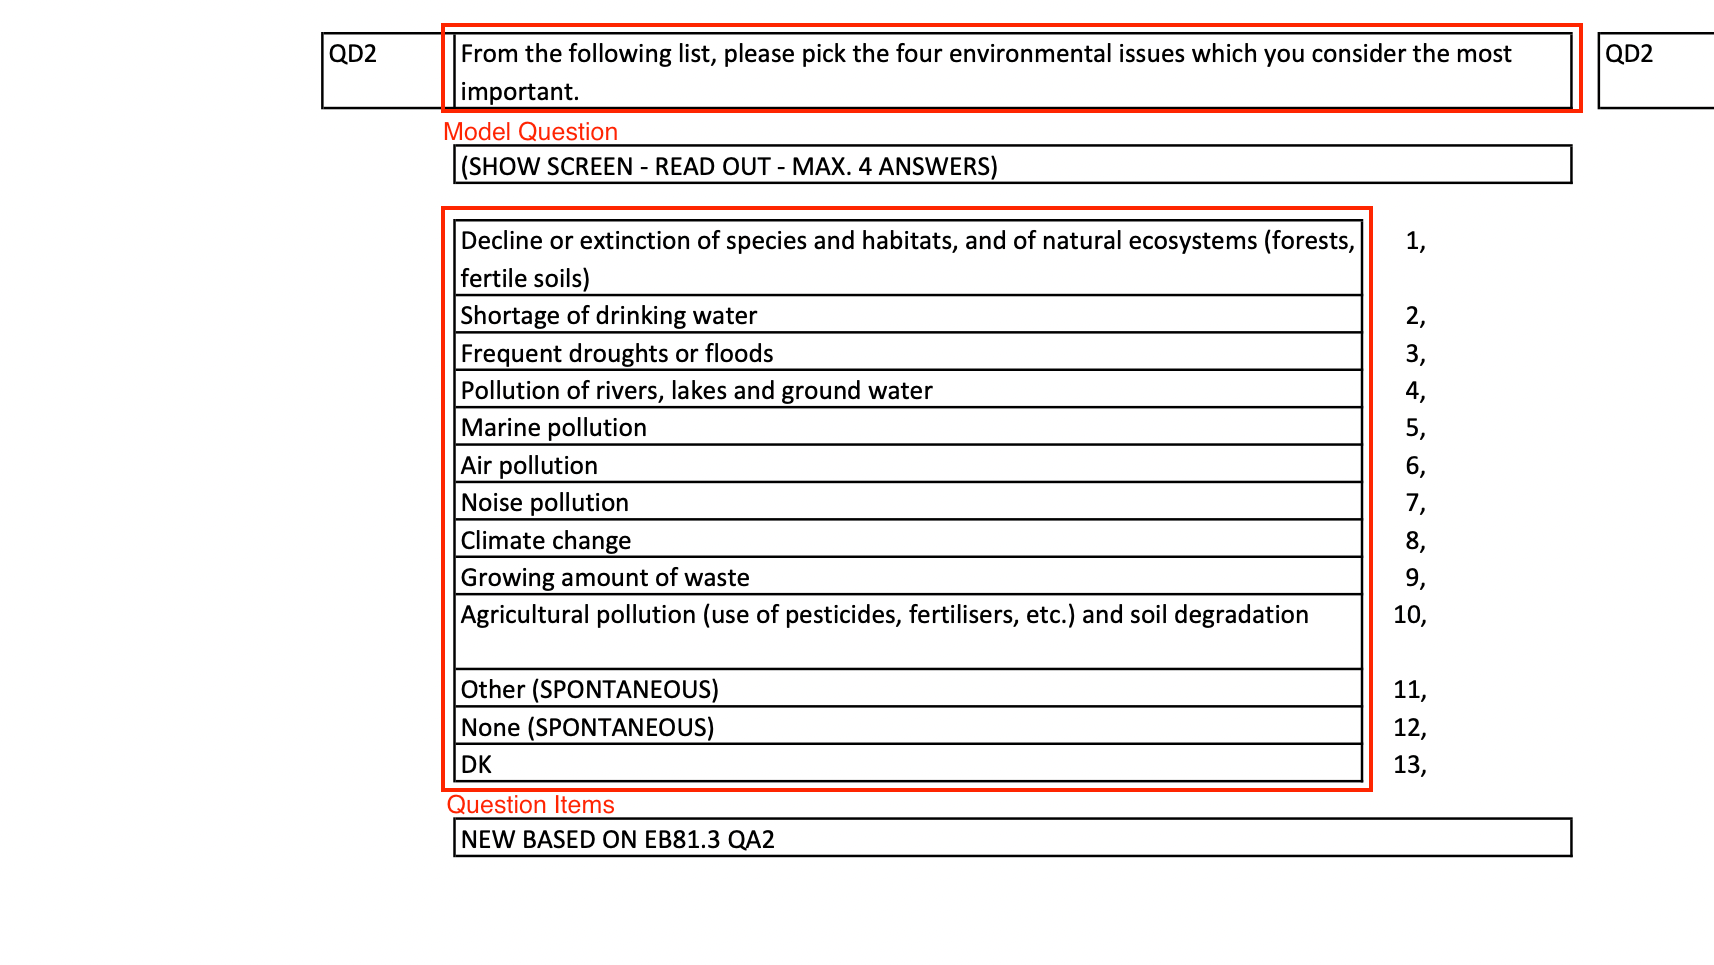 QD2
From the following list, please pick the four environmental issues which you consider the most
important.
QD2
Model Question
(SHOW SCREEN - READ OUT - MAX. 4 ANSWERS)
Decline or extinction of species and habitats, and of natural ecosystems (forests,
fertile soils)
1,
Shortage of drinking water
2,
Frequent droughts or floods
3,
Pollution of rivers, lakes and ground water
4,
Marine pollution
5,
Air pollution
6,
Noise pollution
7,
Climate change
8,
Growing amount of waste
9,
Agricultural pollution (use of pesticides, fertilisers, etc.) and soil degradation
10,
Other (SPONTANEOUS)
11,
None (SPONTANEOUS)
12,
DK
13,
Question Items
NEW BASED ON EB81.3 QA2